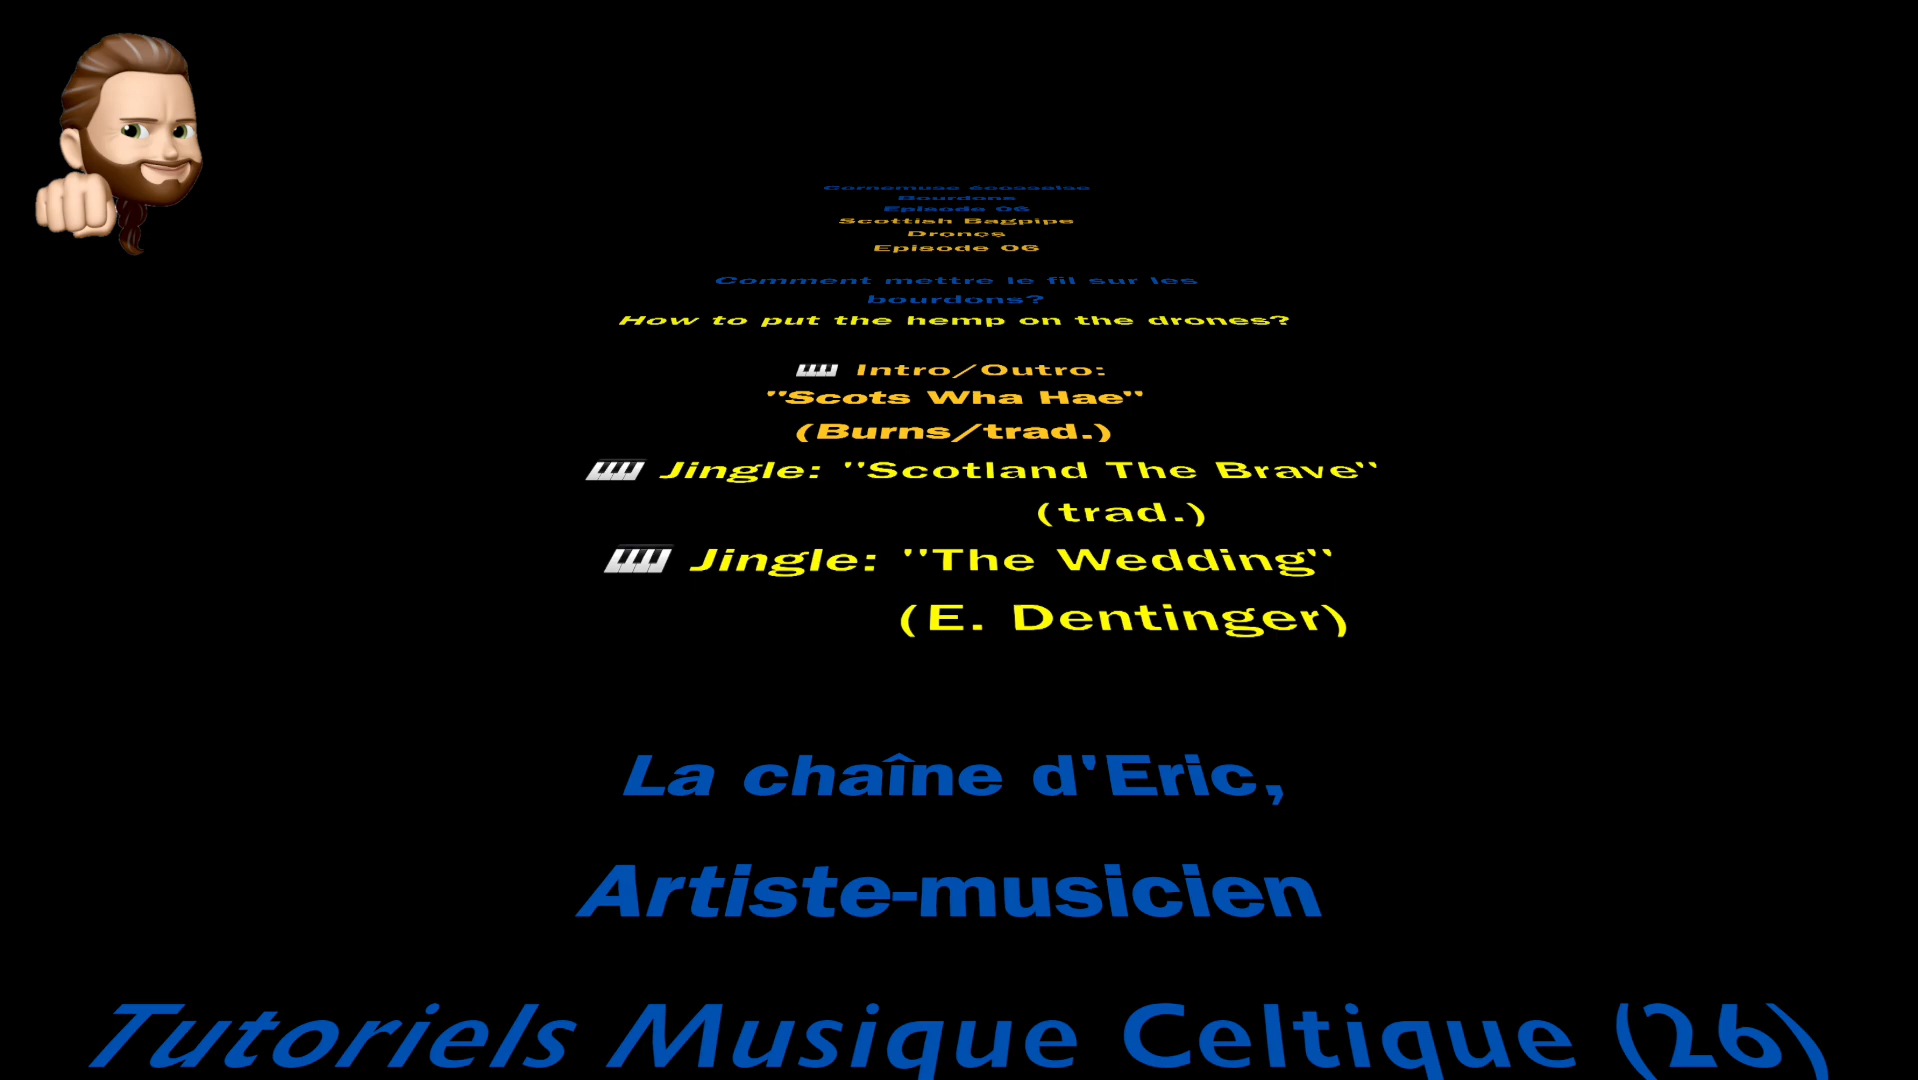 Cornemuse écossaise
Bourdons
Episode 06
Scottish Bagpipe
Drones
Episode 06
Comment mettre le fil sur les
bourdons?
How to put the hemp on the drones?
Intro/Outro:
"Scots Wha Hae"
(Burns/trad.)
Jingle: "Scotland The Brave"
(trad.)
Jingle: "The Wedding"
(E. Dentinger)
La chaîne d'Eric,
Artiste-musicien
Tutoriels Musique Celtique (26)